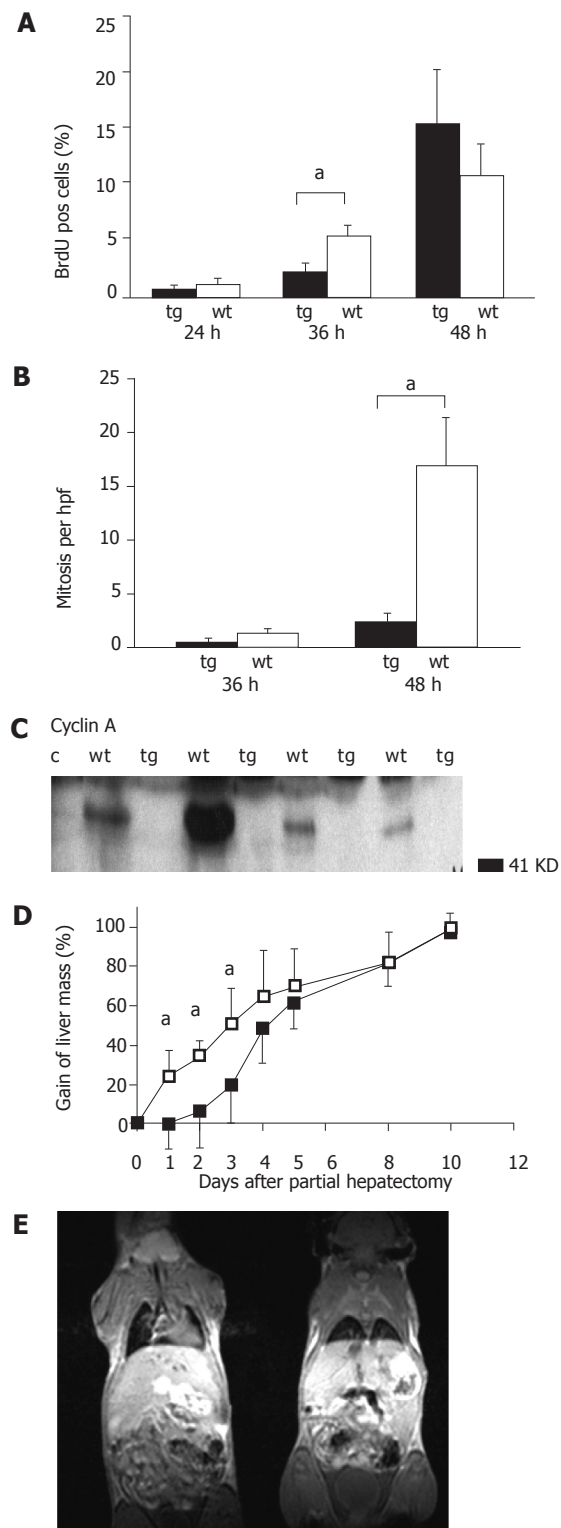 A
25
20
15
10
5
0
BrdU pos cells (%)
a
tg wt tg wt tg wt
24 h 36 h 48 h
B
25
20
15
10
5
0
Mitosis per hpf
a
tg wt tg wt
36 h 48 h
C Cyclin A
c wt tg wt tg wt tg wt tg
41 KD
D
100
80
60
40
20
0
Gain of liver mass (%)
a a a
0 1 2 3 4 5 6 8 10 12
Days after partial hepatectomy
E